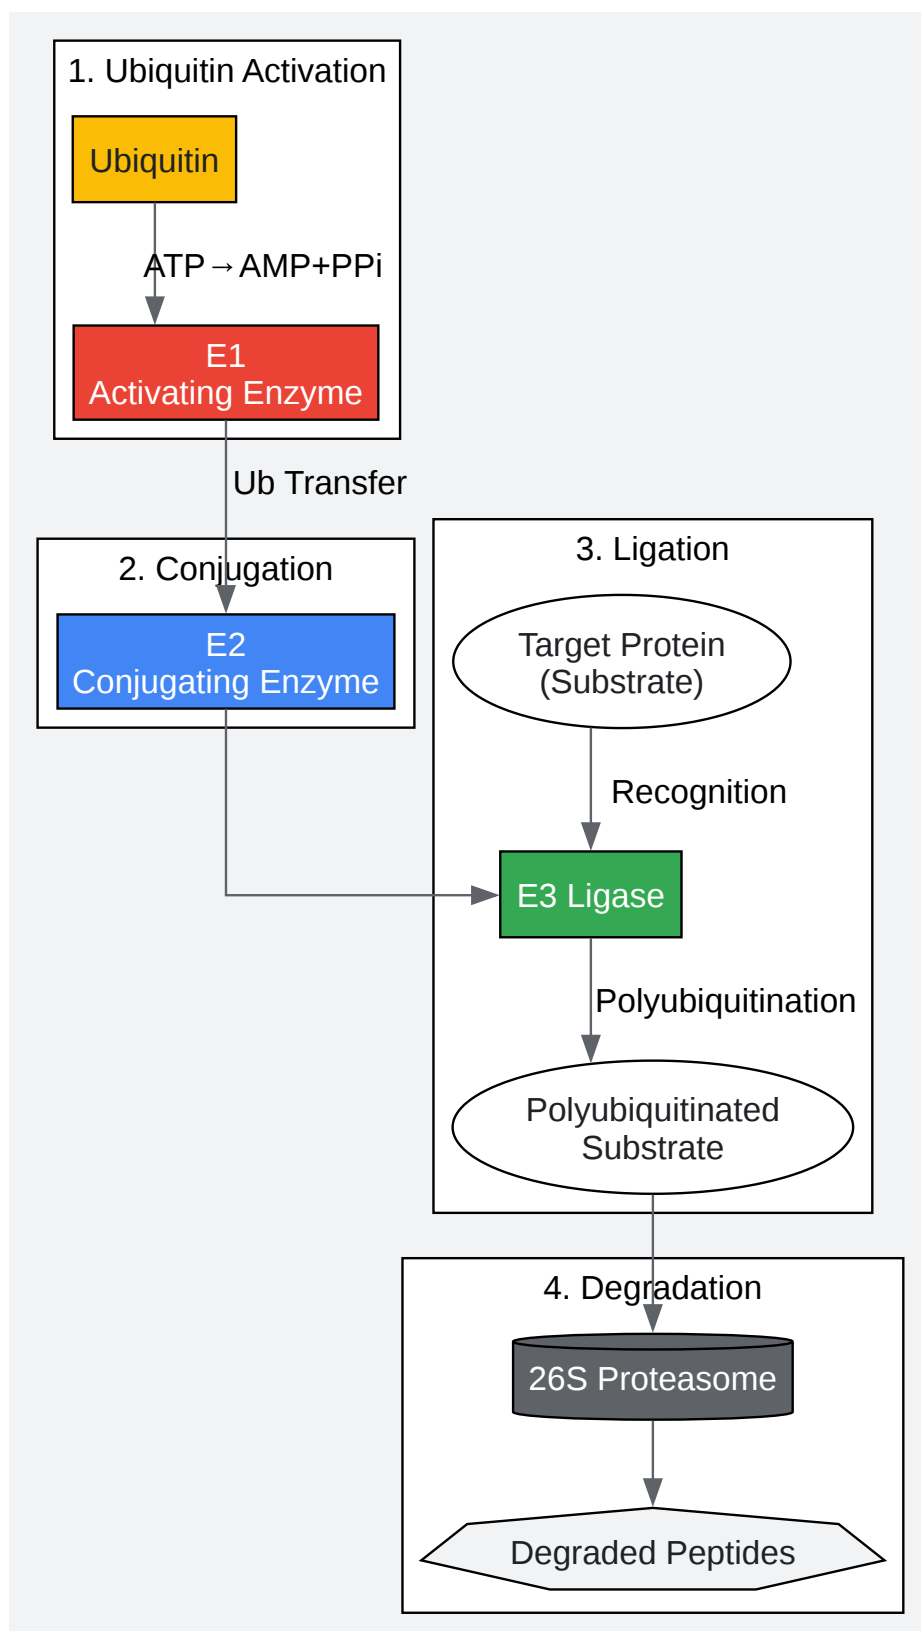 1. Ubiquitin Activation
Ubiquitin
ATP→AMP+PPi
E1
Activating Enzyme
Ub Transfer
2. Conjugation
E2
Conjugating Enzyme
3. Ligation
Target Protein
(Substrate)
Recognition
E3 Ligase
Polyubiquitination
Polyubiquitinated
Substrate
4. Degradation
26S Proteasome
Degraded Peptides